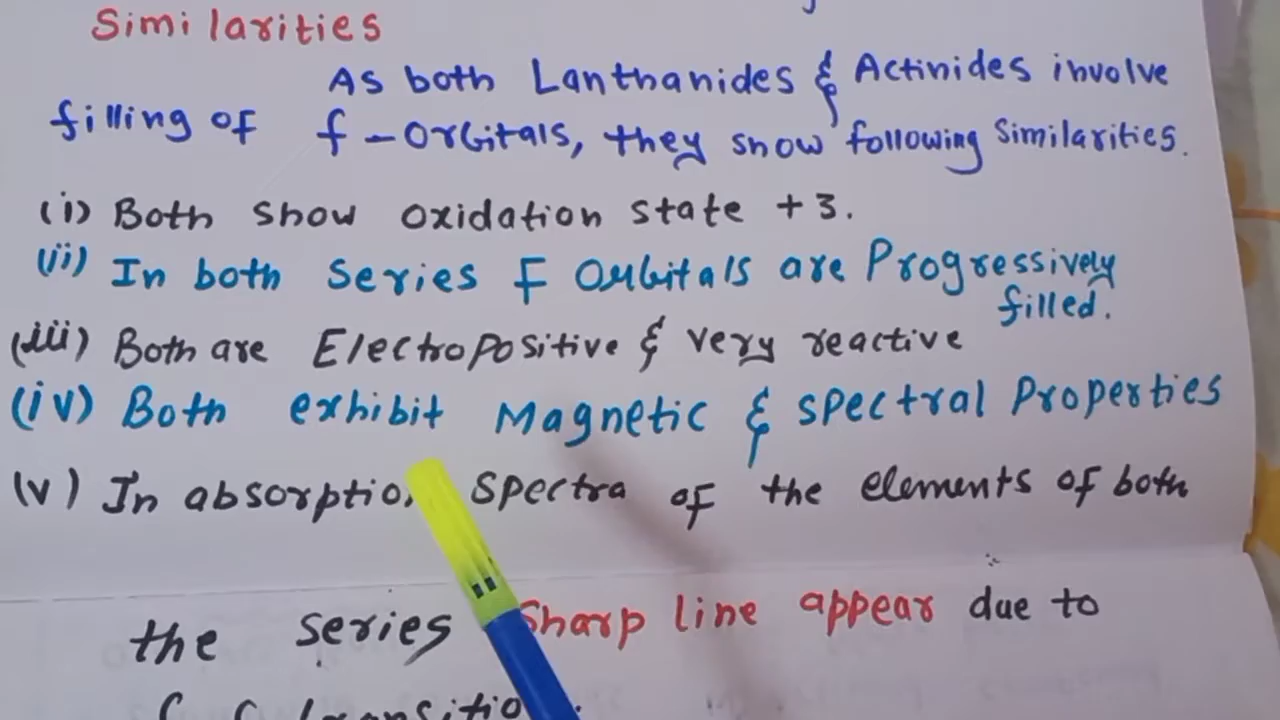 Similarities
As both Lanthanides & Actinides involve
filling of f-Orbitals, they show following Similarities.
(i) Both show oxidation state +3.
(ii) In both series F Orbitals are Progressively
filled.
(iii) Both are Electropositive & very reactive
(iv) Both exhibit Magnetic & spectral Properties
(v) In absorption spectra of the elements of both
the series Sharp line appear due to